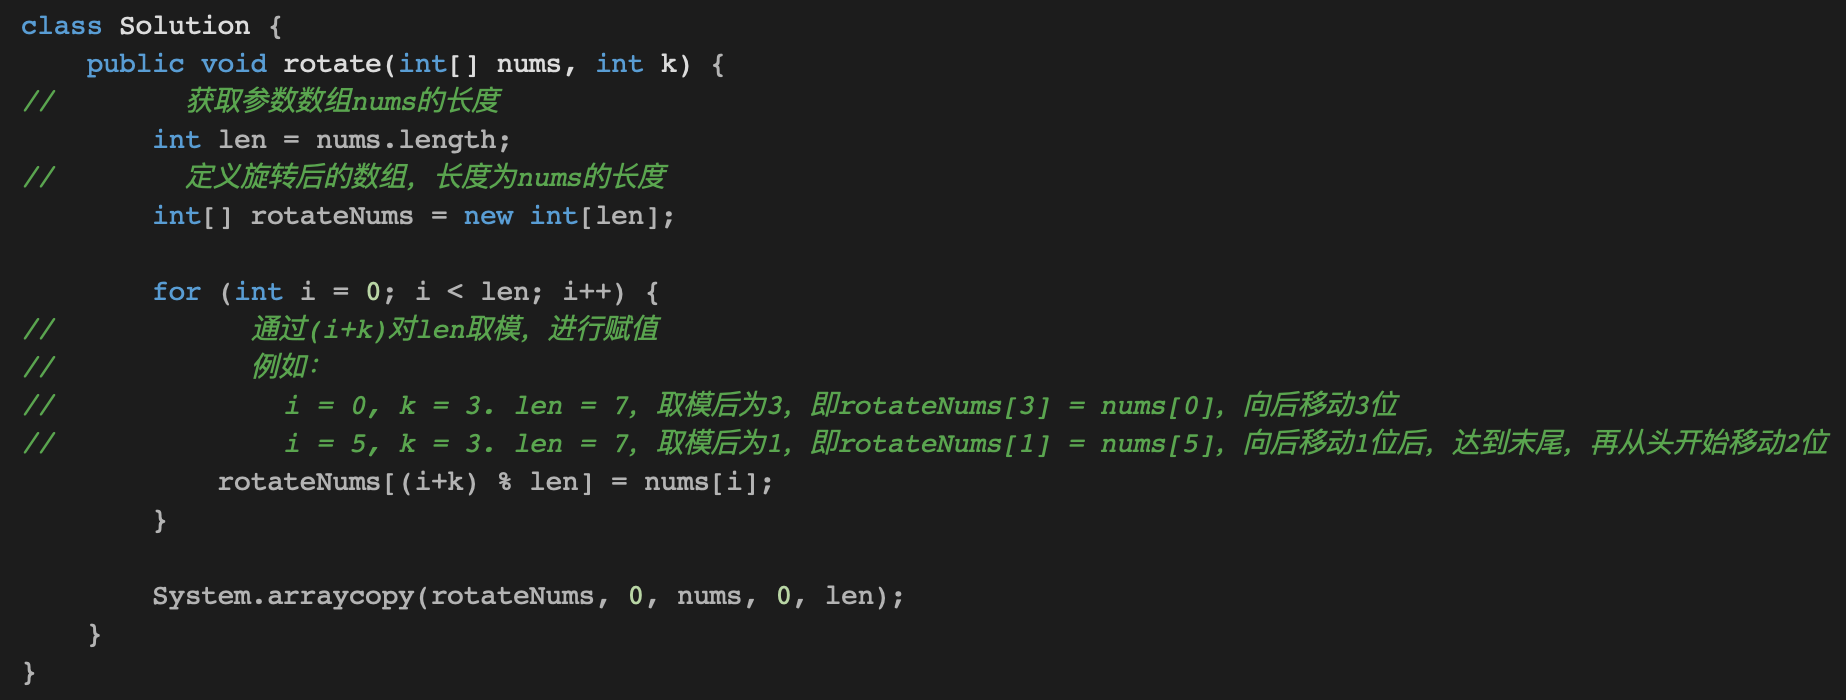 class Solution {
    public void rotate(int[] nums, int k) {
//        获取参数数组nums的长度
        int len = nums.length;
//        定义旋转后的数组，长度为nums的长度
        int[] rotateNums = new int[len];

        for (int i = 0; i < len; i++) {
//            通过(i+k)对len取模，进行赋值
//            例如：
//              i = 0, k = 3. len = 7，取模后为3，即rotateNums[3] = nums[0]，向后移动3位
//              i = 5, k = 3. len = 7，取模后为1，即rotateNums[1] = nums[5]，向后移动1位后，达到末尾，再从头开始移动2位
            rotateNums[(i+k) % len] = nums[i];
        }

        System.arraycopy(rotateNums, 0, nums, 0, len);
    }
}